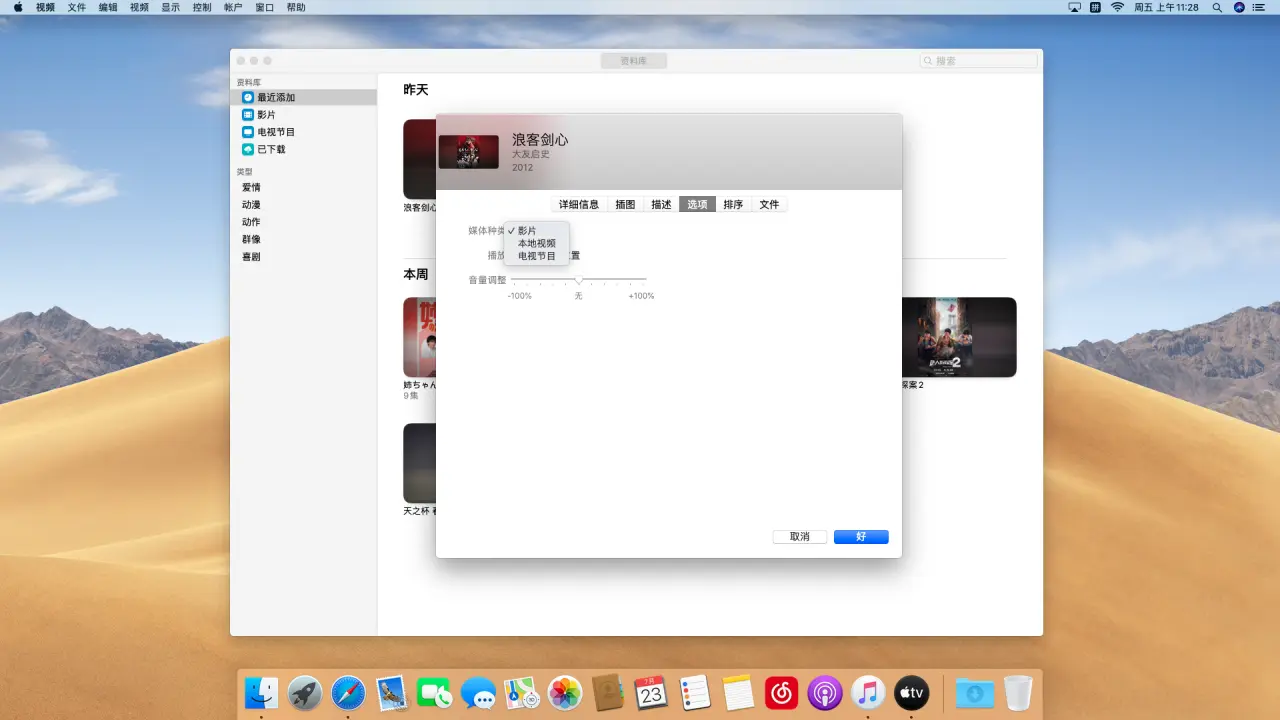 视频 文件 编辑 视频 显示 控制 帐户 窗口 帮助
拼 周五 上午11:28
资料库
搜索
资料库
最近添加
影片
电视节目
已下载
类型
爱情
动漫
动作
群像
喜剧
昨天
浪客剑心
本周
姉ちゃん
9 集
天之杯
探案 2
浪客剑心
大友启史
2012
详细信息 插图 描述 选项 排序 文件
媒体种类
✓ 影片
本地视频
电视节目
播放
置
音量调整
-100% 无 +100%
取消 好
7月
23
tv